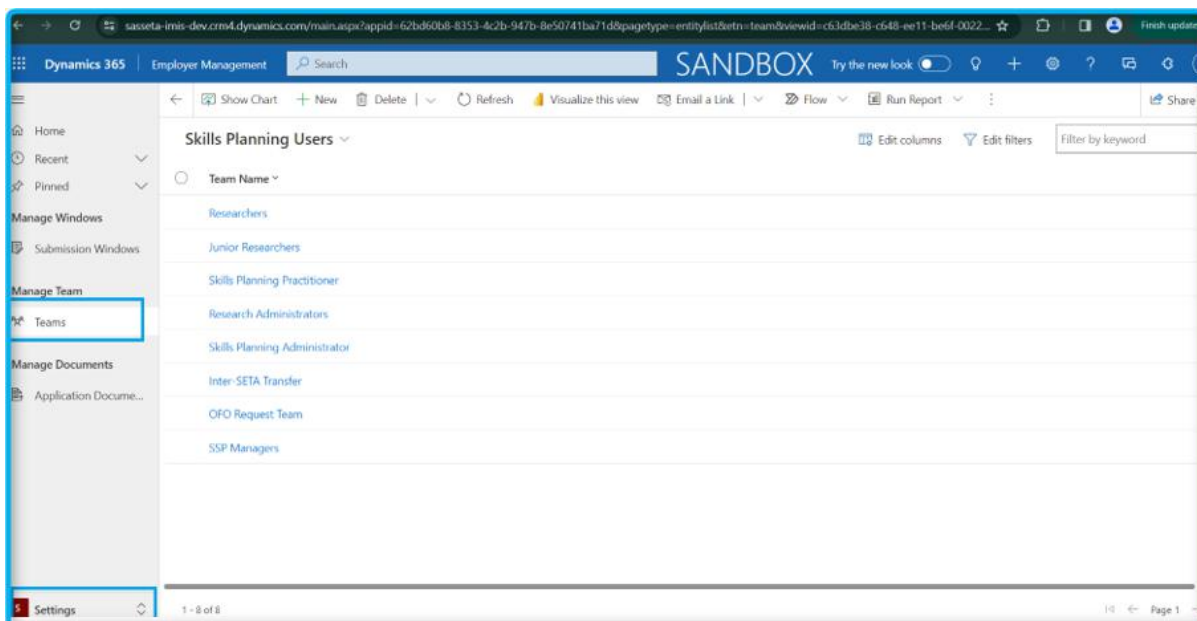 sasseta-imis-dev.crm4.dynamics.com/main.aspx?appid=62bd60b8-8353-4c2b-947b-8e50741ba71d&pagetype=entitylist&etn=team&viewid=c63dbe38-c648-ee11-be6f-0022... Finish update
Dynamics 365 Employer Management Search SANDBOX Try the new look
Show Chart New Delete Refresh Visualize this view Email a Link Flow Run Report Share
Home
Recent
Pinned
Manage Windows
Submission Windows
Manage Team
Teams
Manage Documents
Application Docume...
S Settings
Skills Planning Users Edit columns Edit filters Filter by keyword
Team Name
Researchers
Junior Researchers
Skills Planning Practitioner
Research Administrators
Skills Planning Administrator
Inter-SETA Transfer
OFO Request Team
SSP Managers
1 - 8 of 8 Page 1